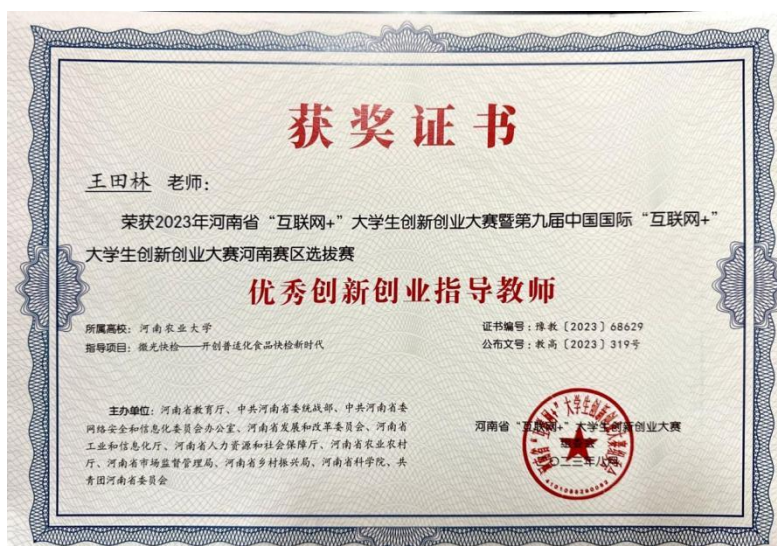 获奖证书
王田林 老师:
荣获2023年河南省“互联网+”大学生创新创业大赛暨第九届中国国际“互联网+”
大学生创新创业大赛河南赛区选拔赛
优秀创新创业指导教师
所属高校: 河南农业大学
指导项目: 微光快检——开创普适化食品快检新时代
证书编号: 豫教〔2023〕68629
公布文号: 教高〔2023〕319号
主办单位: 河南省教育厅、中共河南省委统战部、中共河南省委
网络安全和信息化委员会办公室、河南省发展和改革委员会、河南省
工业和信息化厅、河南省人力资源和社会保障厅、河南省农业农村
厅、河南省市场监督管理局、河南省乡村振兴局、河南省科学院、共
青团河南省委员会
河南省“互联网+”大学生创新创业大赛
组委会
二〇二三年八月